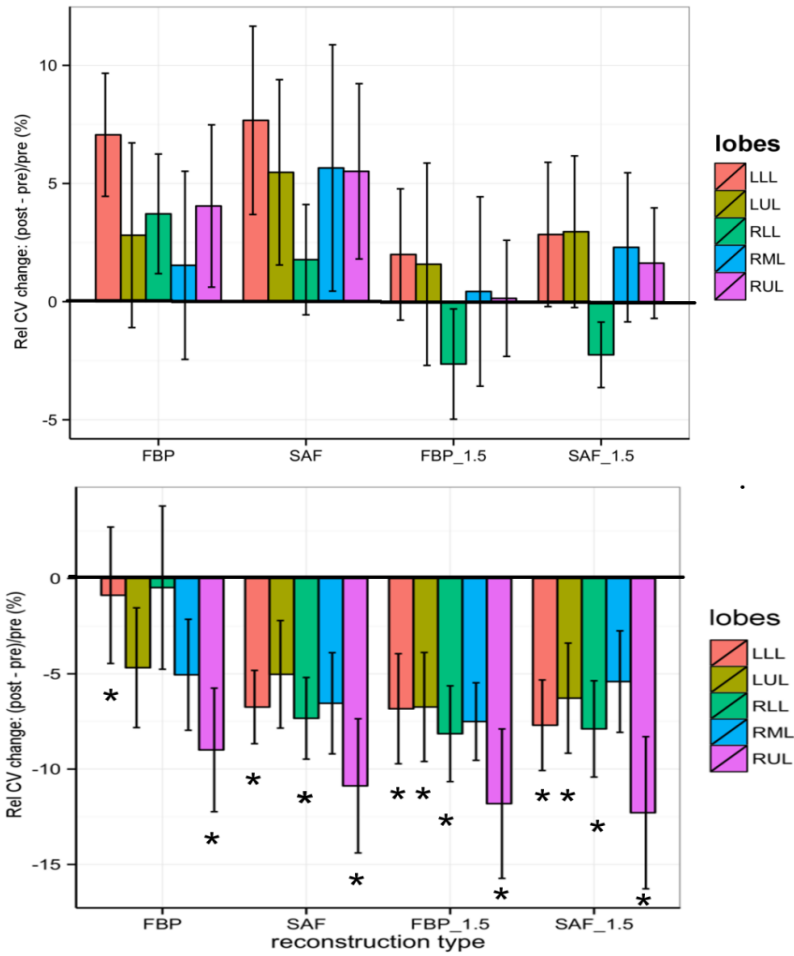 Rel CV change: (post - pre)/pre (%)
10
5
0
-5
FBP
SAF
FBP_1.5
SAF_1.5
lobes
LLL
LUL
RLL
RML
RUL
Rel CV change: (post - pre)/pre (%)
0
-5
-10
-15
* * * * * * * * * * * * *
FBP
SAF
FBP_1.5
SAF_1.5
reconstruction type
lobes
LLL
LUL
RLL
RML
RUL